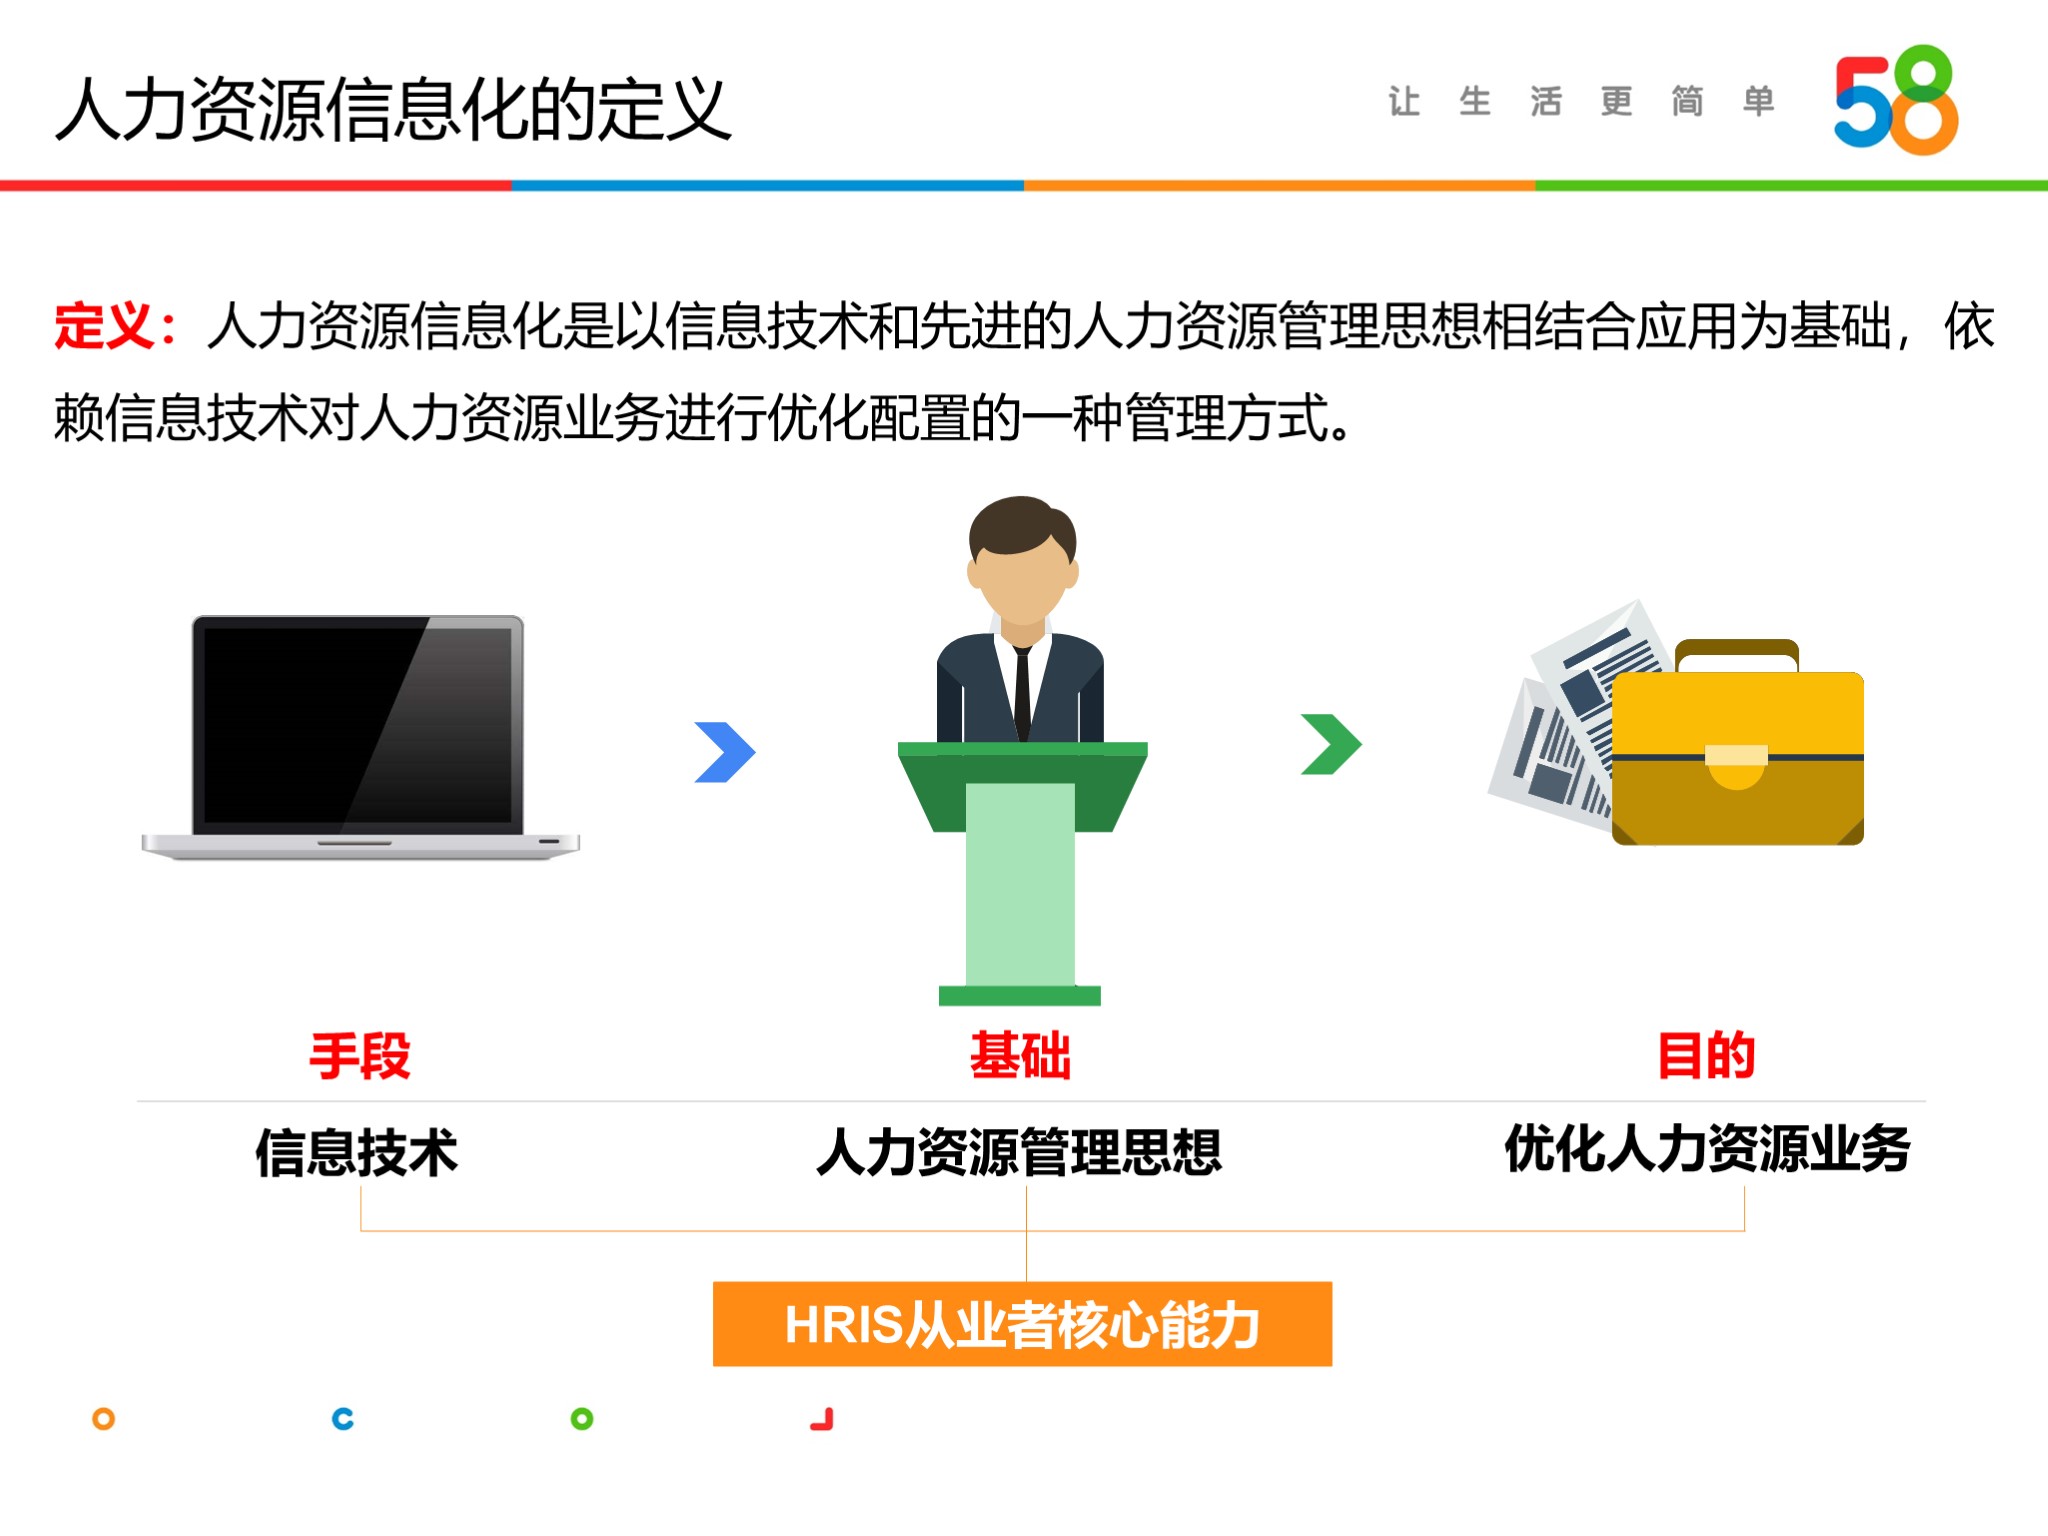 人力资源信息化的定义
让生活更简单
58
定义：人力资源信息化是以信息技术和先进的人力资源管理思想相结合应用为基础，依
赖信息技术对人力资源业务进行优化配置的一种管理方式。
手段
基础
目的
信息技术
人力资源管理思想
优化人力资源业务
HRIS从业者核心能力